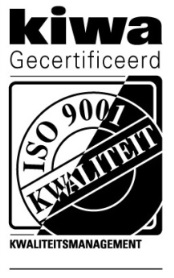 kiwa
Gecertificeerd
ISO 9001
KWALITEIT
KWALITEITSMANAGEMENT